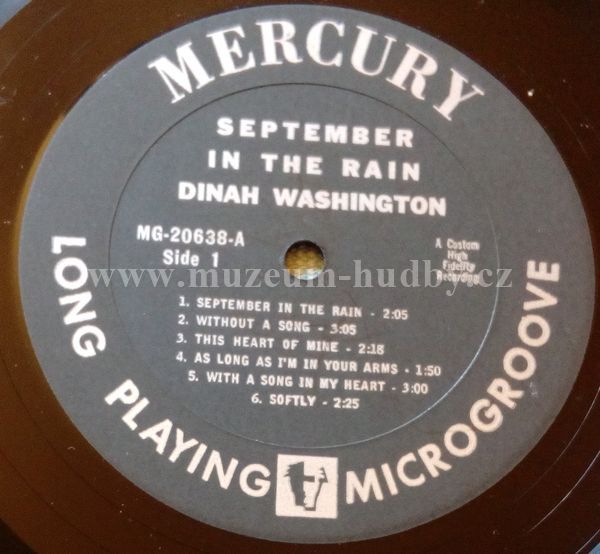 MERCURY
SEPTEMBER
IN THE RAIN
DINAH WASHINGTON
MG-20638-A
Side 1
A Custom
High
Fidelity
Recording
www.muzeum-hudby.cz
1. SEPTEMBER IN THE RAIN - 2:05
2. WITHOUT A SONG - 3:05
3. THIS HEART OF MINE - 2:18
4. AS LONG AS I'M IN YOUR ARMS - 1:50
5. WITH A SONG IN MY HEART - 3:00
6. SOFTLY - 2:25
LONG PLAYING MICROGROOVE